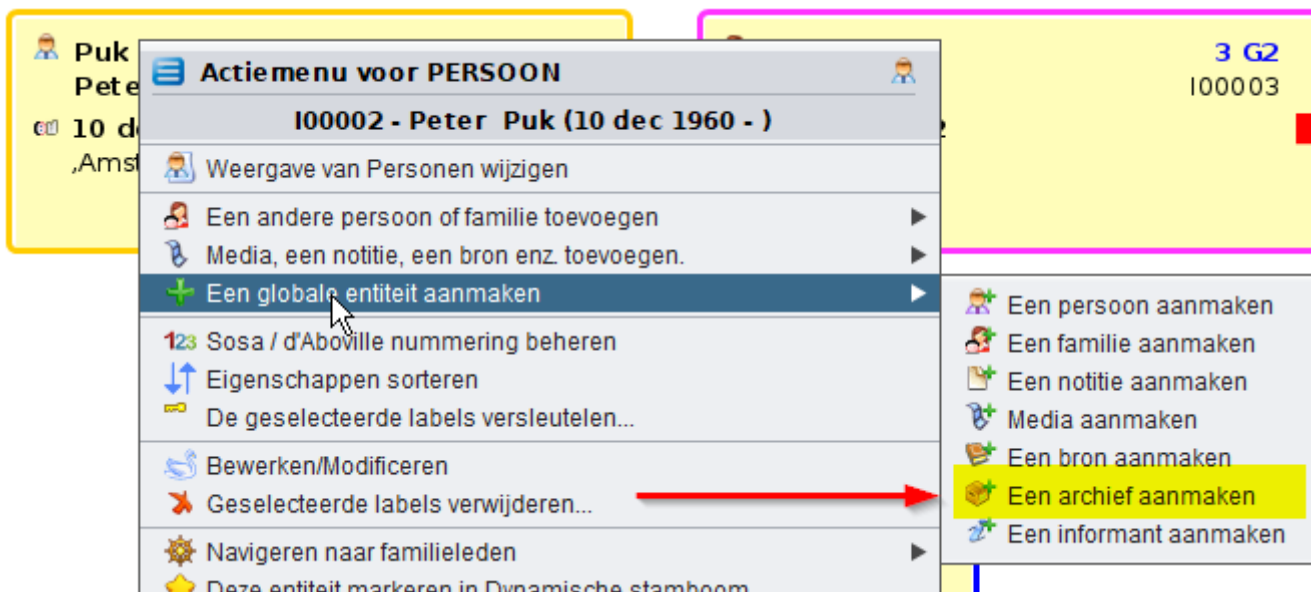 Puk
Pete
10 d
,Amst
3 G2
I00003
2
Actiemenu voor PERSOON
I00002 - Peter Puk (10 dec 1960 - )
Weergave van Personen wijzigen
Een andere persoon of familie toevoegen
Media, een notitie, een bron enz. toevoegen.
Een globale entiteit aanmaken
123 Sosa / d'Aboville nummering beheren
Eigenschappen sorteren
De geselecteerde labels versleutelen...
Bewerken/Modificeren
Geselecteerde labels verwijderen...
Navigeren naar familieleden
Deze entiteit markeren in Dynamische stamboom
Een persoon aanmaken
Een familie aanmaken
Een notitie aanmaken
Media aanmaken
Een bron aanmaken
Een archief aanmaken
Een informant aanmaken